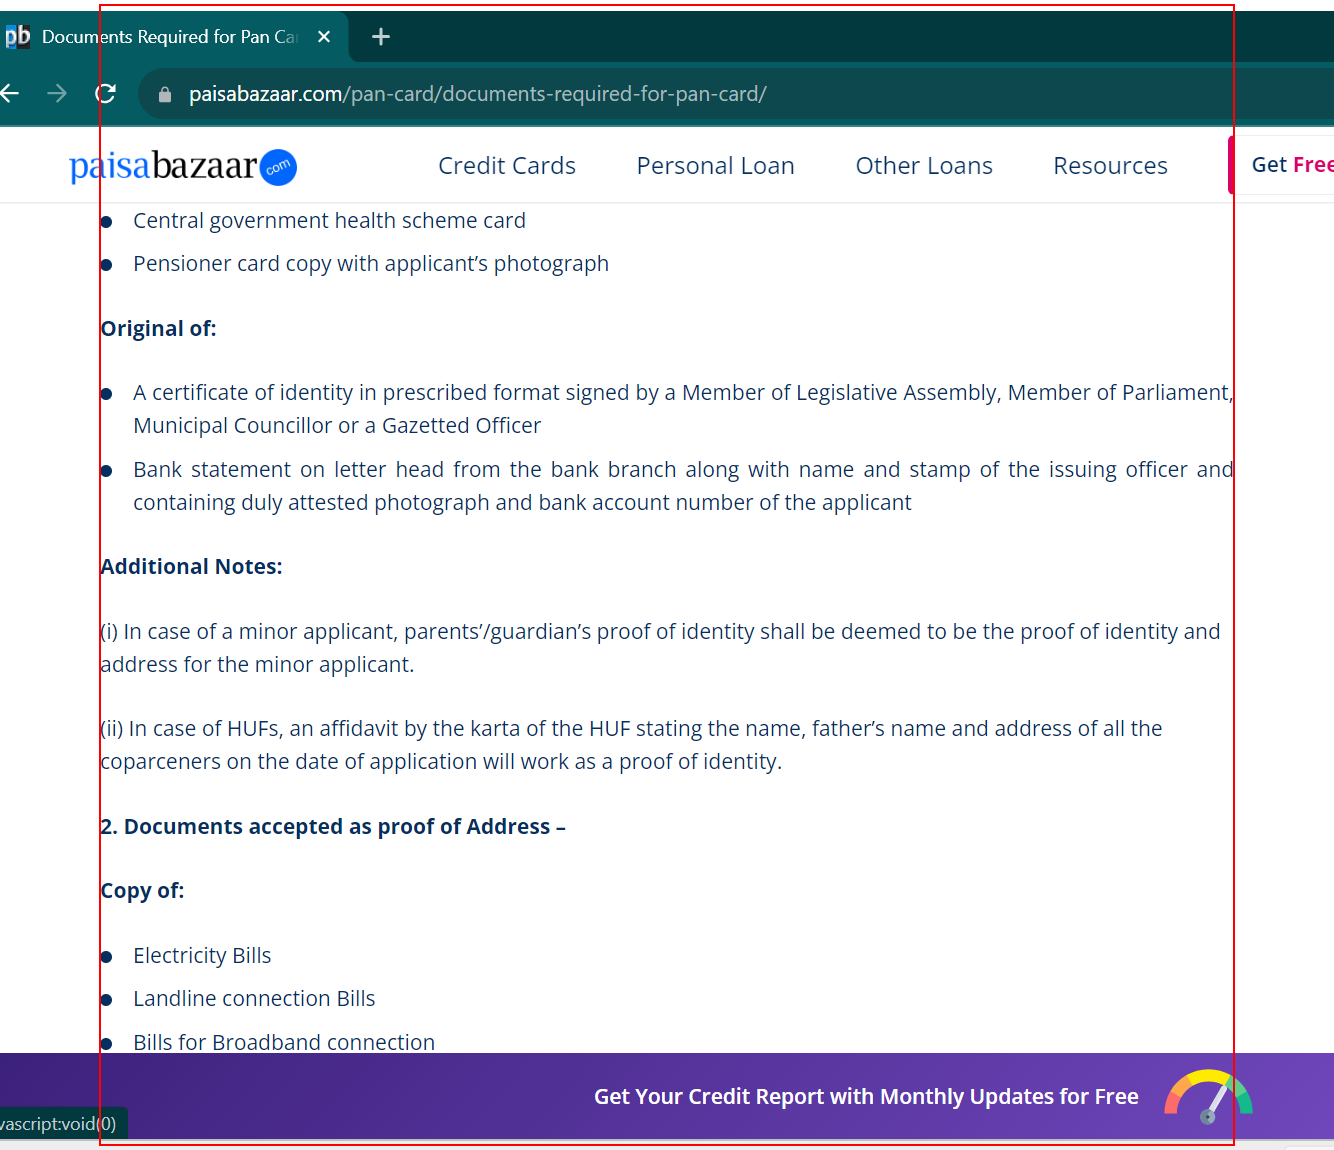 pb Documents Required for Pan Ca
paisabazaar.com/pan-card/documents-required-for-pan-card/
paisabazaar com Credit Cards Personal Loan Other Loans Resources Get Free
● Central government health scheme card
● Pensioner card copy with applicant’s photograph
Original of:
● A certificate of identity in prescribed format signed by a Member of Legislative Assembly, Member of Parliament,
Municipal Councillor or a Gazetted Officer
● Bank statement on letter head from the bank branch along with name and stamp of the issuing officer and
containing duly attested photograph and bank account number of the applicant
Additional Notes:
(i) In case of a minor applicant, parents’/guardian’s proof of identity shall be deemed to be the proof of identity and
address for the minor applicant.
(ii) In case of HUFs, an affidavit by the karta of the HUF stating the name, father’s name and address of all the
coparceners on the date of application will work as a proof of identity.
2. Documents accepted as proof of Address –
Copy of:
● Electricity Bills
● Landline connection Bills
● Bills for Broadband connection
Get Your Credit Report with Monthly Updates for Free
vascript:void(0)